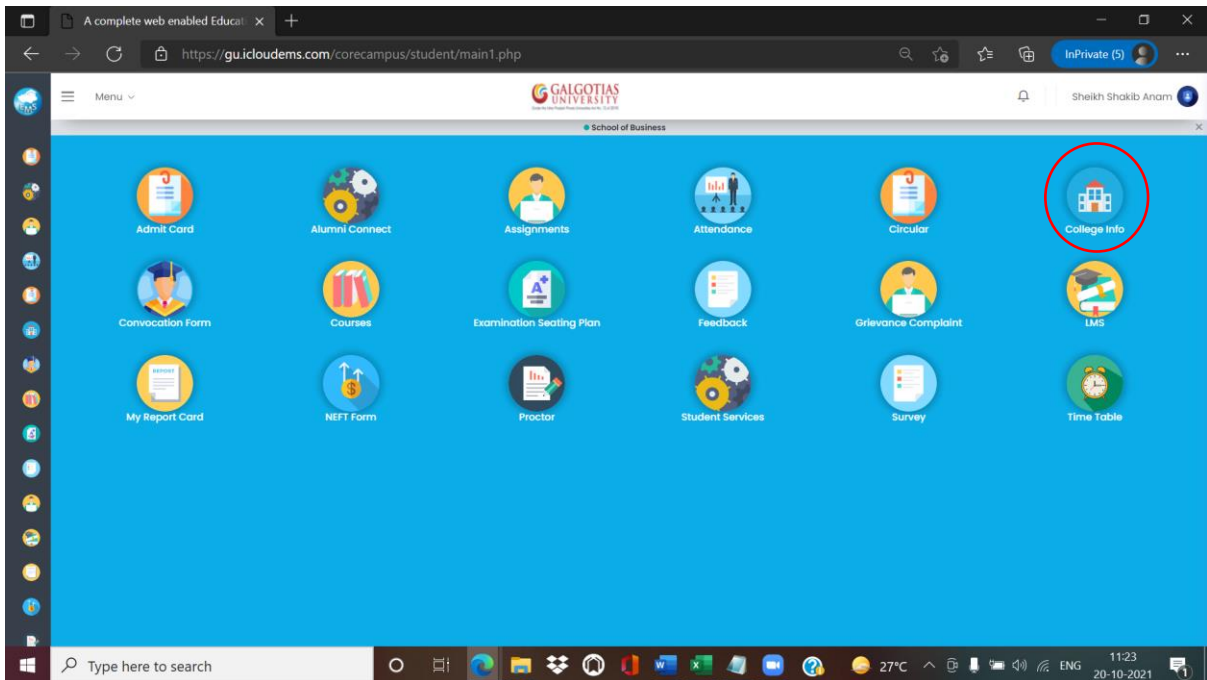 A complete web enabled Educati
https://gu.icloudems.com/corecampus/student/main1.php
InPrivate (5)
EMS
Menu
GALGOTIAS
UNIVERSITY
Sheikh Shakib Anam
School of Business
Admit Card
Alumni Connect
Assignments
Attendance
Circular
College Info
Convocation Form
Courses
Examination Seating Plan
Feedback
Grievance Complaint
LMS
REPORT
My Report Card
NEFT Form
Proctor
Student Services
Survey
Time Table
Type here to search
27°C
ENG
11:23
20-10-2021